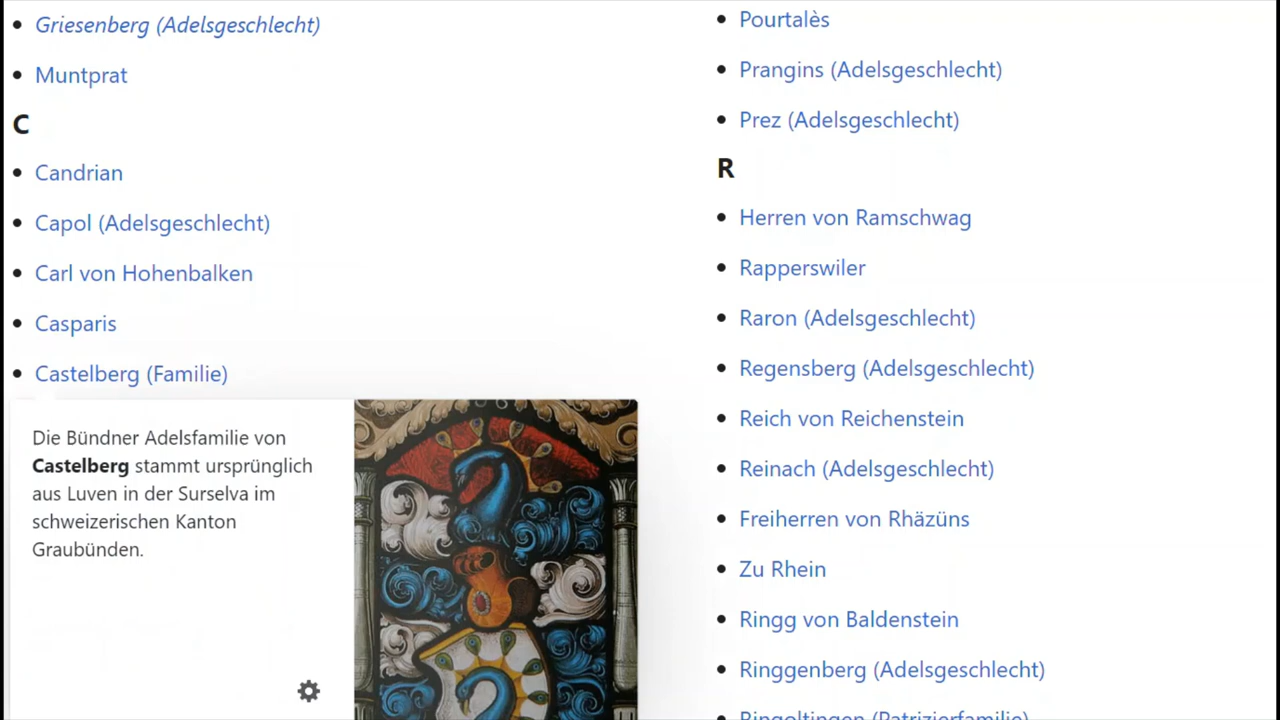 Griesenberg (Adelsgeschlecht)
Muntprat
C
Candrian
Capol (Adelsgeschlecht)
Carl von Hohenbalken
Casparis
Castelberg (Familie)
Die Bündner Adelsfamilie von
Castelberg stammt ursprünglich
aus Luven in der Surselva im
schweizerischen Kanton
Graubünden.
Pourtalès
Prangins (Adelsgeschlecht)
Prez (Adelsgeschlecht)
R
Herren von Ramschwag
Rapperswiler
Raron (Adelsgeschlecht)
Regensberg (Adelsgeschlecht)
Reich von Reichenstein
Reinach (Adelsgeschlecht)
Freiherren von Rhäzüns
Zu Rhein
Ringg von Baldenstein
Ringgenberg (Adelsgeschlecht)
Ringoltingen (Patrizierfamilie)